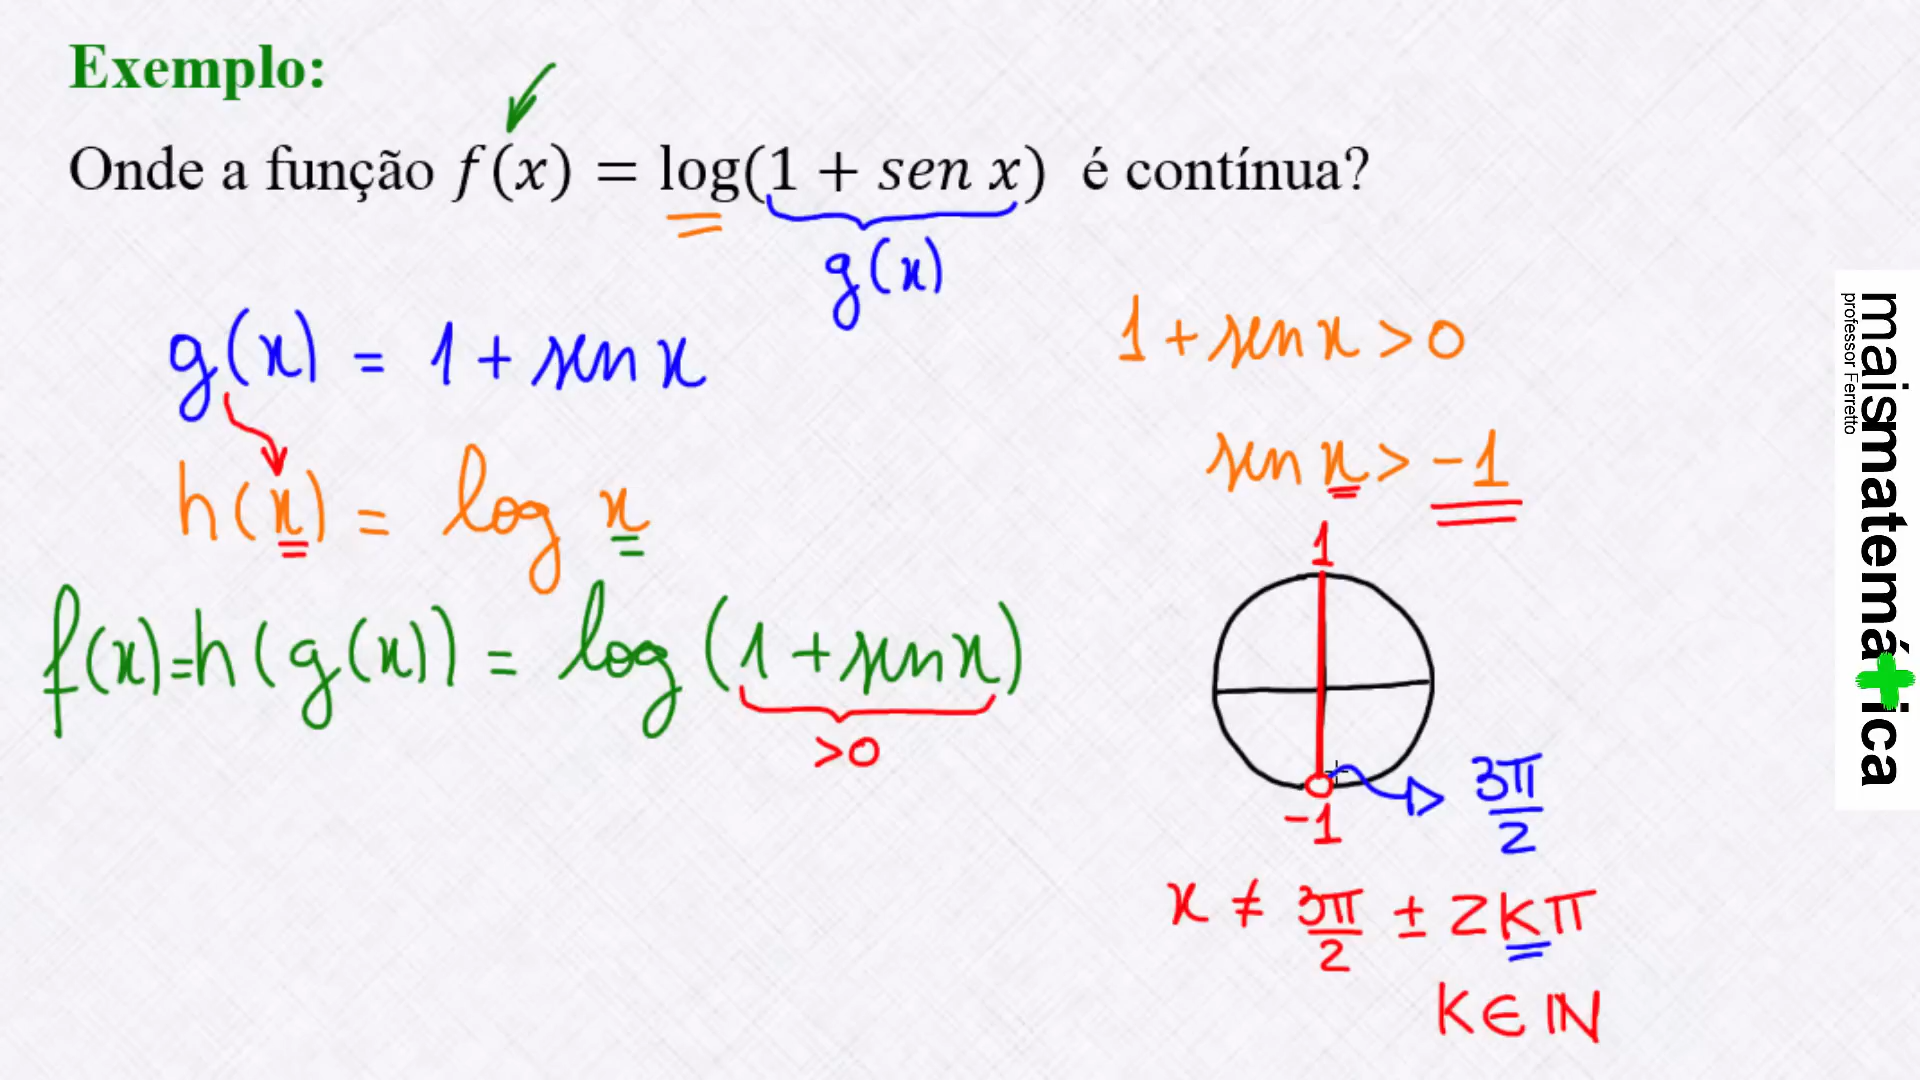 Exemplo:
Onde a função f(x) = log(1 + sen x) é contínua?
g(x)
g(x) = 1 + sen x
h(x) = log x
f(x)=h(g(x)) = log (1 + sen x)
>0
1 + sen x > 0
sen x > -1
1
-1
3π/2
x ≠ 3π/2 ± 2kπ
K ∈ IN
maismatemática
professor Ferretto